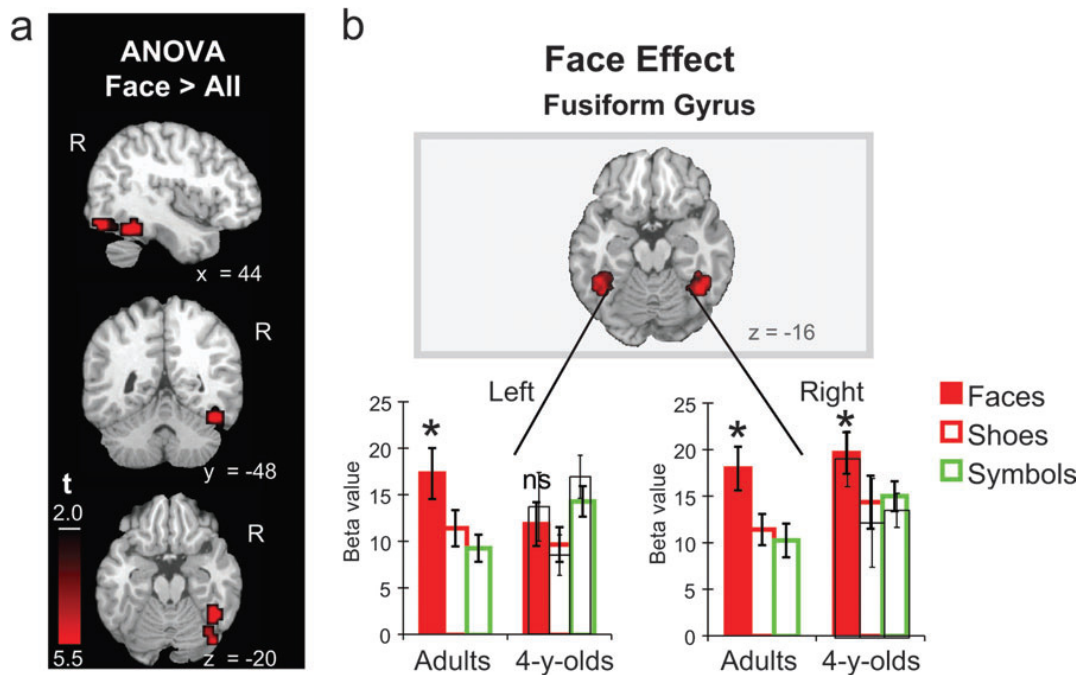 a
ANOVA
Face > All
R
x = 44
R
y = -48
t
2.0
R
5.5
z = -20
b
Face Effect
Fusiform Gyrus
z = -16
Left
Right
25
20
15
10
5
0
Beta value
*
ns
Adults
4-y-olds
25
20
15
10
5
0
Beta value
*
*
Adults
4-y-olds
Faces
Shoes
Symbols